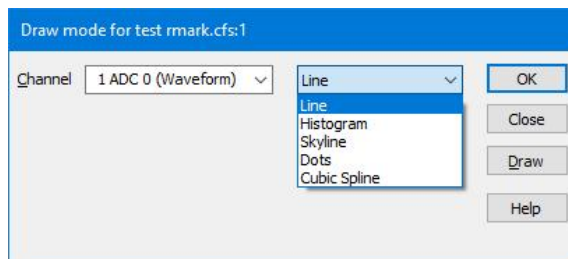 Draw mode for test rmark.cfs:1
Channel 1 ADC 0 (Waveform) Line OK
Line
Histogram
Skyline
Dots
Cubic Spline
Close
Draw
Help